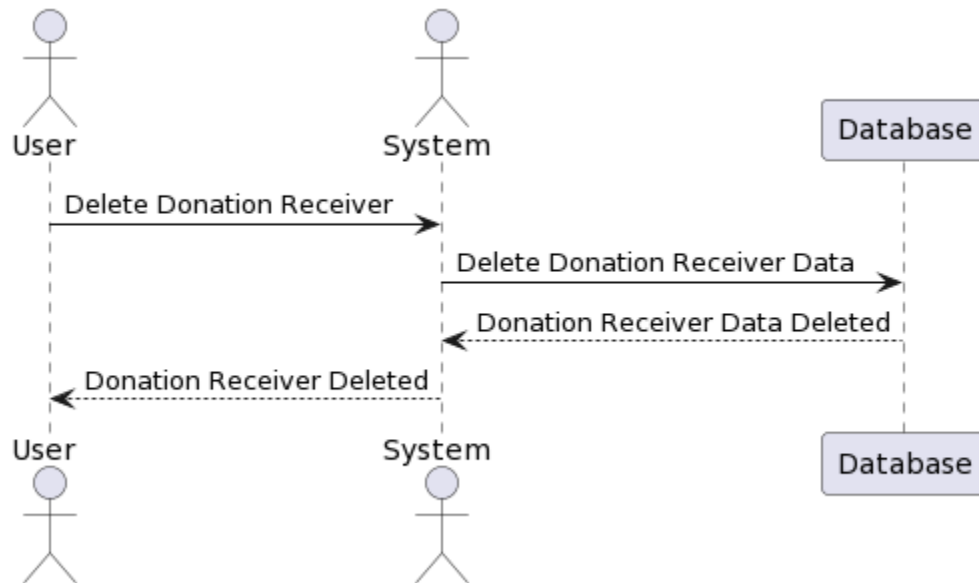 User
System
Database
Delete Donation Receiver
Delete Donation Receiver Data
Donation Receiver Data Deleted
Donation Receiver Deleted
User
System
Database